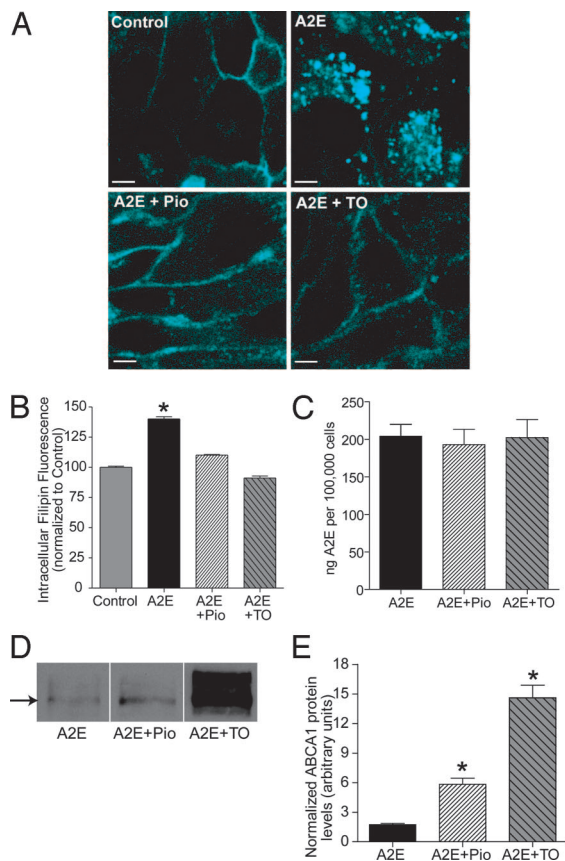 A
Control
A2E
A2E + Pio
A2E + TO
B
Intracellular Filipin Fluorescence
(normalized to Control)
150
125
100
75
50
25
0
*
Control
A2E
A2E
+Pio
A2E
+TO
C
ng A2E per 100,000 cells
250
200
150
100
50
0
A2E
A2E+Pio
A2E+TO
D
A2E
A2E+Pio
A2E+TO
E
Normalized ABCA1 protein
levels (arbitrary units)
18
15
12
9
6
3
0
*
*
A2E
A2E+Pio
A2E+TO